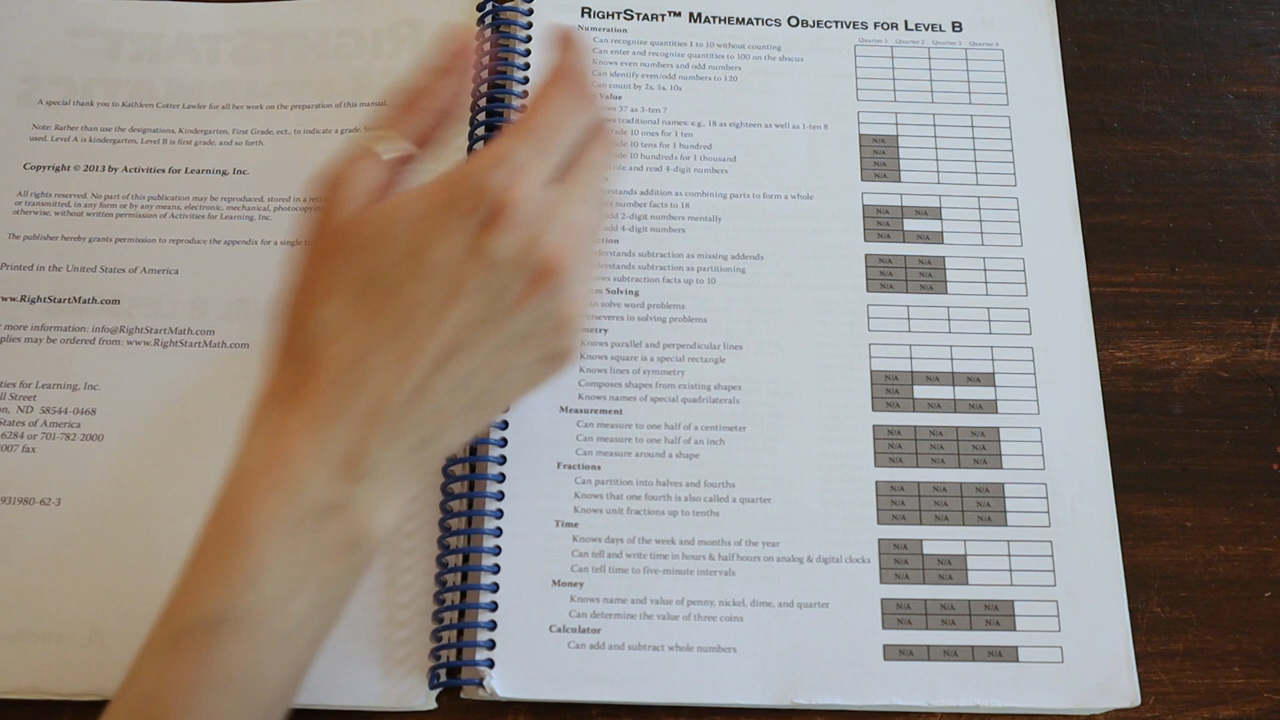 A special thank you to Kathleen Cotter Lawler for all her work on the preparation of this manual.
Note: Rather than use the designations, Kindergarten, First Grade, ect., to indicate a grade,
used. Level A is kindergarten, Level B is first grade, and so forth.
Copyright © 2013 by Activities for Learning, Inc.
All rights reserved. No part of this publication may be reproduced, stored in a
or transmitted, in any form or by any means, electronic, mechanical,
otherwise, without written permission of Activities for Learning, Inc.
The publisher hereby grants permission to reproduce the appendix for a single
Printed in the United States of America
www.RightStartMath.com
more information: info@RightStartMath.com
plies may be ordered from: www.RightStartMath.com
ties for Learning, Inc.
ll Street
on, ND 58544-0468
States of America
6284 or 701-782-2000
007 fax
931980-62-3
RIGHTSTART™ MATHEMATICS OBJECTIVES FOR LEVEL B
Quarter 1 Quarter 2 Quarter 3 Quarter 4
Numeration
Can recognize quantities 1 to 10 without counting
Can enter and recognize quantities to 100 on the abacus
Knows even numbers and odd numbers
Can identify even/odd numbers to 120
Can count by 2s, 5s, 10s
Value
37 as 3-ten 7
traditional names: e.g., 18 as eighteen as well as 1-ten 8
10 ones for 1 ten
N/A
10 tens for 1 hundred
N/A
10 hundreds for 1 thousand
N/A
and read 4-digit numbers
N/A
addition as combining parts to form a whole
number facts to 18
N/A N/A
add 2-digit numbers mentally
N/A
add 4-digit numbers
N/A N/A
ction
derstands subtraction as missing addends
N/A N/A
derstands subtraction as partitioning
N/A N/A
subtraction facts up to 10
N/A N/A
m Solving
solve word problems
rseveres in solving problems
metry
Knows parallel and perpendicular lines
Knows square is a special rectangle
Knows lines of symmetry
N/A N/A N/A
Composes shapes from existing shapes
N/A
Knows names of special quadrilaterals
N/A N/A N/A
Measurement
Can measure to one half of a centimeter
N/A N/A N/A
Can measure to one half of an inch
N/A N/A N/A
Can measure around a shape
N/A N/A N/A
Fractions
Can partition into halves and fourths
N/A N/A N/A
Knows that one fourth is also called a quarter
N/A N/A N/A
Knows unit fractions up to tenths
N/A N/A N/A
Time
Knows days of the week and months of the year
N/A
Can tell and write time in hours & half hours on analog & digital clocks
N/A N/A
Can tell time to five-minute intervals
N/A N/A
Money
Knows name and value of penny, nickel, dime, and quarter
N/A N/A N/A
Can determine the value of three coins
N/A N/A N/A
Calculator
Can add and subtract whole numbers
N/A N/A N/A